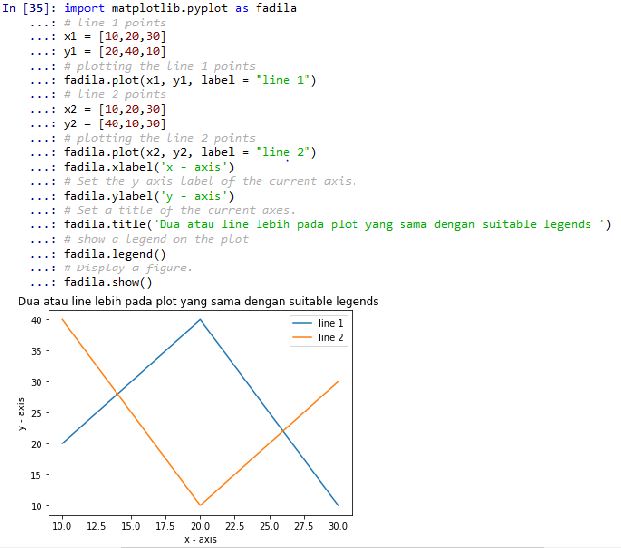 In [35]: import matplotlib.pyplot as fadila
...: # line 1 points
...: x1 = [10,20,30]
...: y1 = [20,40,10]
...: # plotting the line 1 points
...: fadila.plot(x1, y1, label = "line 1")
...: # line 2 points
...: x2 = [10,20,30]
...: y2 = [40,10,30]
...: # plotting the line 2 points
...: fadila.plot(x2, y2, label = "line 2")
...: fadila.xlabel('x - axis')
...: # Set the y axis label of the current axis.
...: fadila.ylabel('y - axis')
...: # Set a title of the current axes.
...: fadila.title('Dua atau line lebih pada plot yang sama dengan suitable legends ')
...: # show a legend on the plot
...: fadila.legend()
...: # Display a figure.
...: fadila.show()
Dua atau line lebih pada plot yang sama dengan suitable legends
line 1
line 2
40
35
30
25
20
15
10
y - axis
10.0 12.5 15.0 17.5 20.0 22.5 25.0 27.5 30.0
x - axis